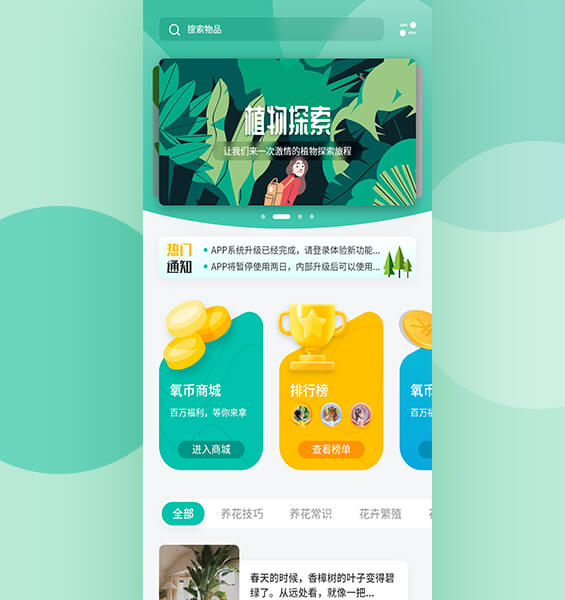 搜索物品
植物探索
让我们来一次激情的植物探索旅程
热门
通知
APP系统升级已经完成，请登录体验新功能...
APP将暂停使用两日，内部升级后可以使用...
氧币商城
百万福利，等你来拿
进入商城
排行榜
查看榜单
全部
养花技巧
养花常识
花卉繁殖
春天的时候，香樟树的叶子变得碧
绿了。从远处看，就像一把...